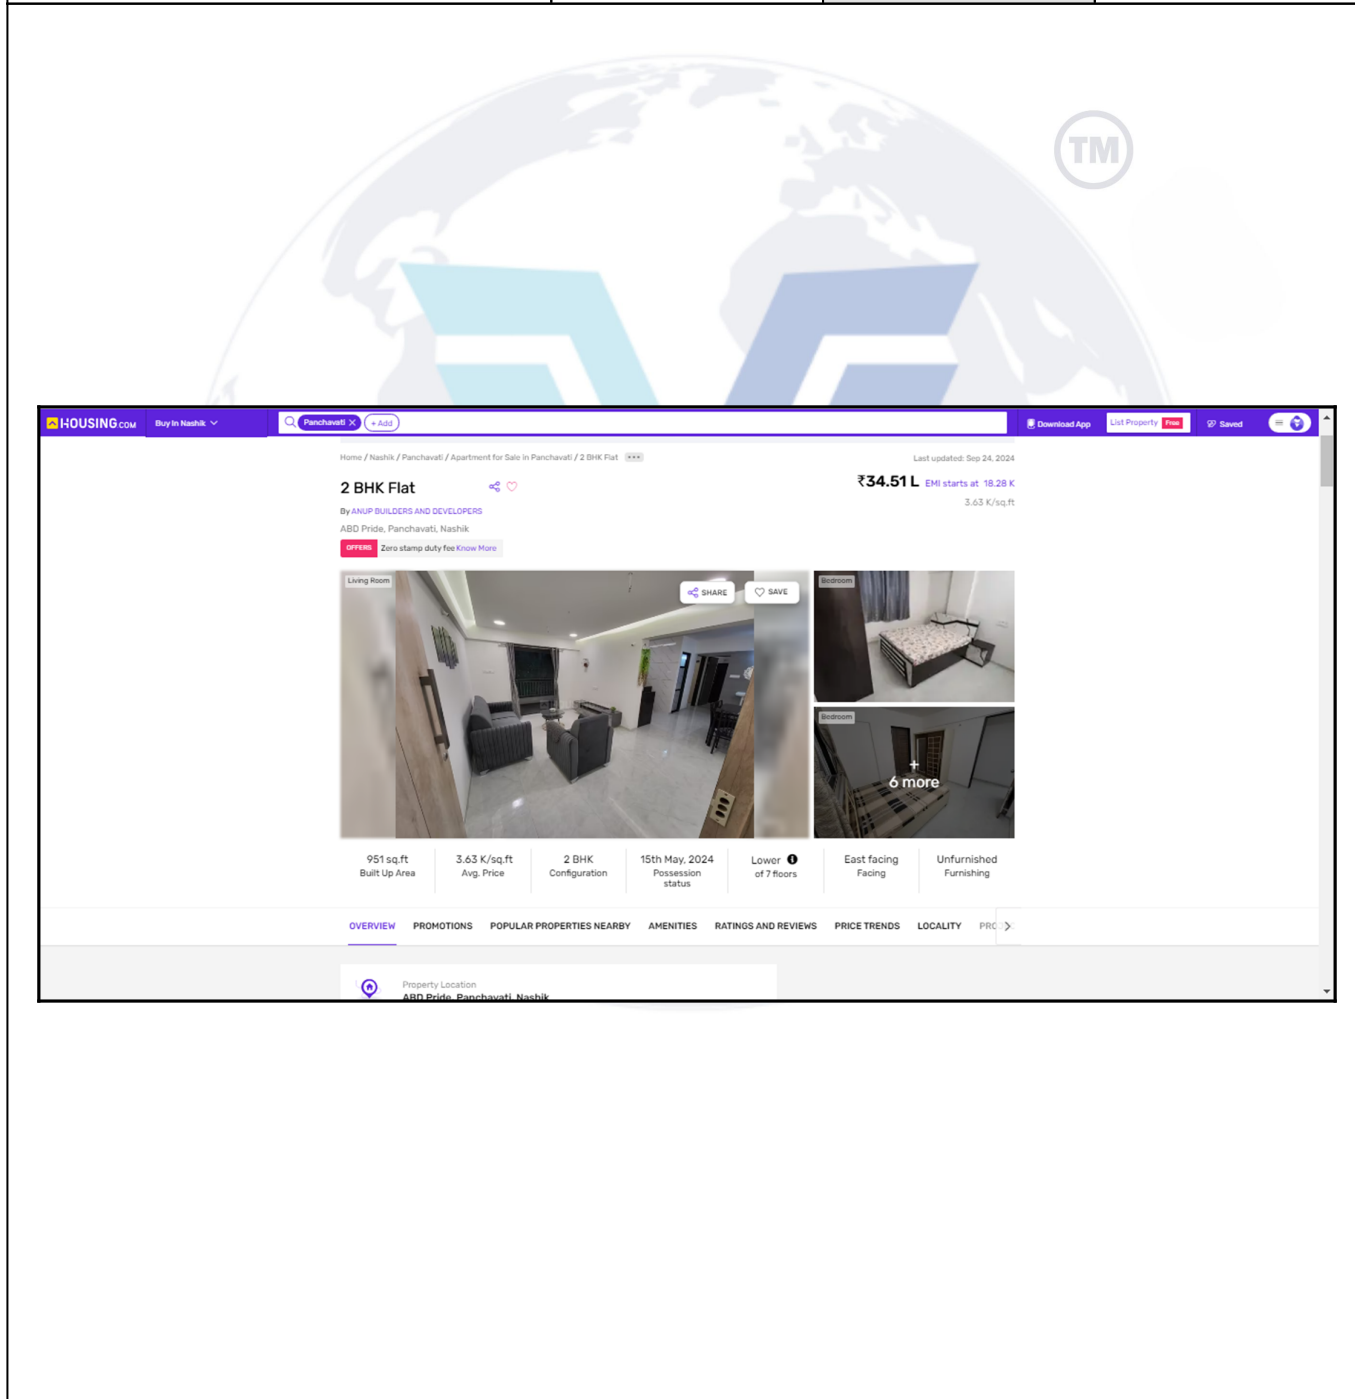 TM
HOUSING.COM Buy In Nashik Panchavati + Add Download App List Property Free Saved
Home / Nashik / Panchavati / Apartment for Sale in Panchavati / 2 BHK Flat ••• Last updated: Sep 24, 2024
2 BHK Flat ₹34.51 L EMI starts at 18.28 K
3.63 K/sq.ft
By ANUP BUILDERS AND DEVELOPERS
ABD Pride, Panchavati, Nashik
OFFERS Zero stamp duty fee Know More
Living Room SHARE SAVE Bedroom
Bedroom
+
6 more
951 sq.ft 3.63 K/sq.ft 2 BHK 15th May, 2024 Lower East facing Unfurnished
Built Up Area Avg. Price Configuration Possession of 7 floors Facing Furnishing
status
OVERVIEW PROMOTIONS POPULAR PROPERTIES NEARBY AMENITIES RATINGS AND REVIEWS PRICE TRENDS LOCALITY
Property Location
ABD Pride, Panchavati, Nashik